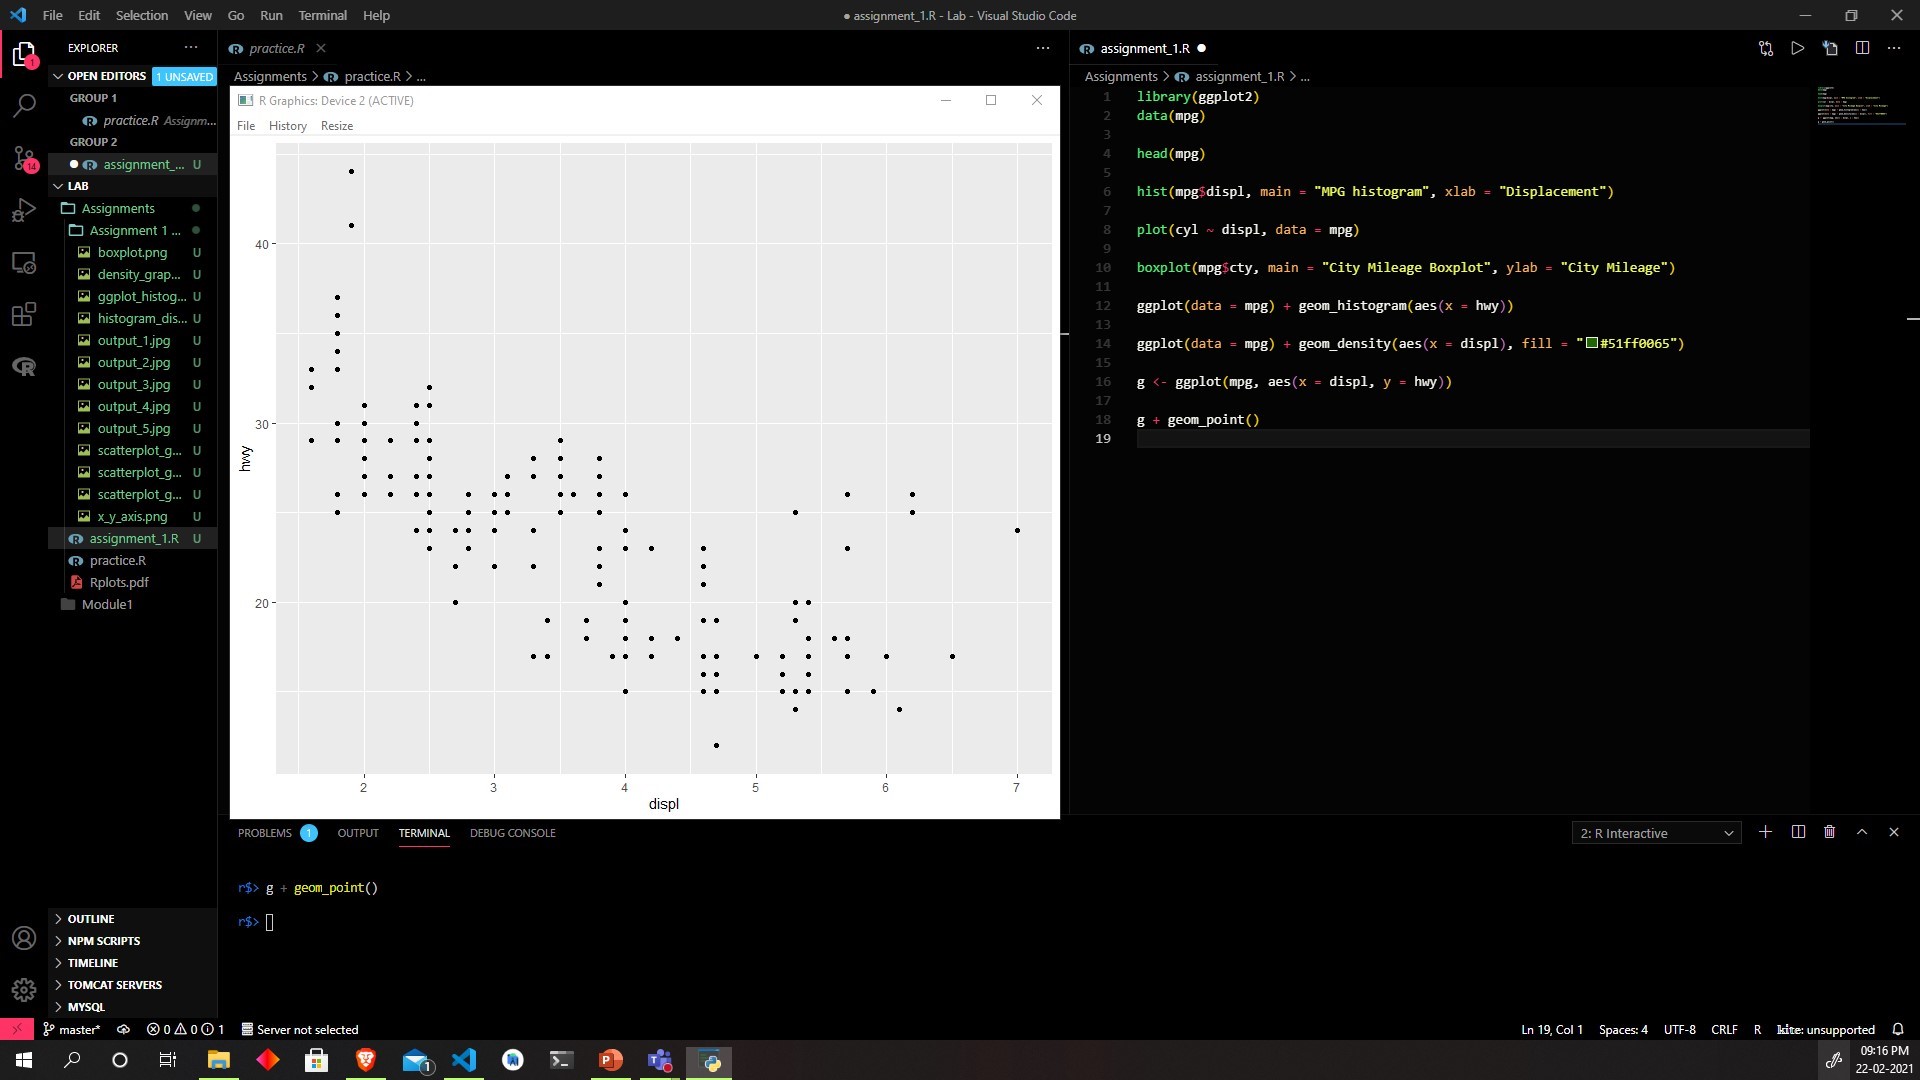 File Edit Selection View Go Run Terminal Help
● assignment_1.R - Lab - Visual Studio Code
EXPLORER
OPEN EDITORS 1 UNSAVED
GROUP 1
practice.R Assignm...
GROUP 2
assignment_... U
LAB
Assignments
Assignment 1 ...
boxplot.png U
density_grap... U
ggplot_histog... U
histogram_dis... U
output_1.jpg U
output_2.jpg U
output_3.jpg U
output_4.jpg U
output_5.jpg U
scatterplot_g... U
scatterplot_g... U
scatterplot_g... U
x_y_axis.png U
assignment_1.R U
practice.R
Rplots.pdf
Module1
OUTLINE
NPM SCRIPTS
TIMELINE
TOMCAT SERVERS
MYSQL
1
14
practice.R
Assignments > practice.R > ...
R Graphics: Device 2 (ACTIVE)
File History Resize
40
30
20
hwy
2 3 4 5 6 7
displ
assignment_1.R
Assignments > assignment_1.R > ...
1 library(ggplot2)
2 data(mpg)
3
4 head(mpg)
5
6 hist(mpg$displ, main = "MPG histogram", xlab = "Displacement")
7
8 plot(cyl ~ displ, data = mpg)
9
10 boxplot(mpg$cty, main = "City Mileage Boxplot", ylab = "City Mileage")
11
12 ggplot(data = mpg) + geom_histogram(aes(x = hwy))
13
14 ggplot(data = mpg) + geom_density(aes(x = displ), fill = "#51ff0065")
15
16 g <- ggplot(mpg, aes(x = displ, y = hwy))
17
18 g + geom_point()
19
PROBLEMS 1 OUTPUT TERMINAL DEBUG CONSOLE
2: R Interactive
r$> g + geom_point()
r$>
master* 0 0 1 Server not selected
Ln 19, Col 1 Spaces: 4 UTF-8 CRLF R kite: unsupported
1
09:16 PM
22-02-2021